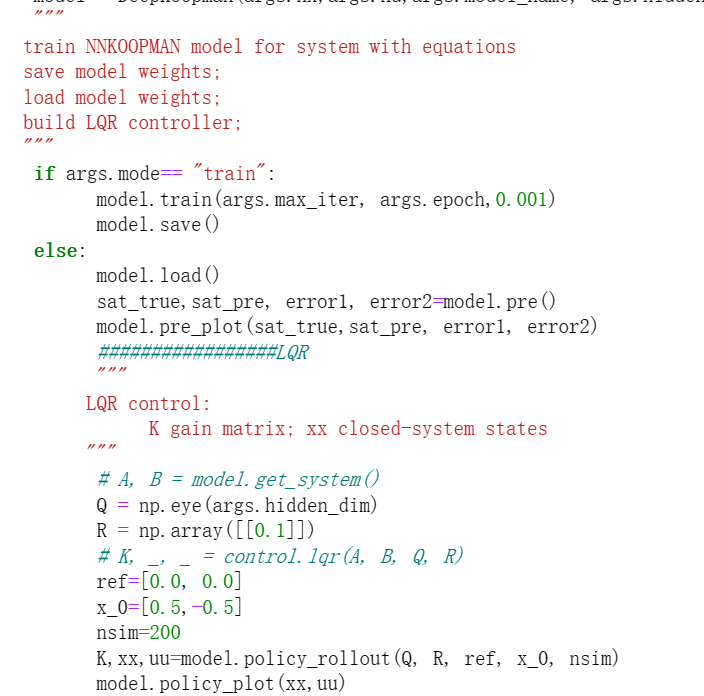 """
train NNKOOPMAN model for system with equations
save model weights;
load model weights;
build LQR controller;
"""
if args.mode== "train":
model.train(args.max_iter, args.epoch,0.001)
model.save()
else:
model.load()
sat_true,sat_pre, error1, error2=model.pre()
model.pre_plot(sat_true,sat_pre, error1, error2)
#################LQR
"""
LQR control:
K gain matrix; xx closed-system states
"""
# A, B = model.get_system()
Q = np.eye(args.hidden_dim)
R = np.array([[0.1]])
# K, _, _ = control.lqr(A, B, Q, R)
ref=[0.0, 0.0]
x_0=[0.5,-0.5]
nsim=200
K,xx,uu=model.policy_rollout(Q, R, ref, x_0, nsim)
model.policy_plot(xx,uu)